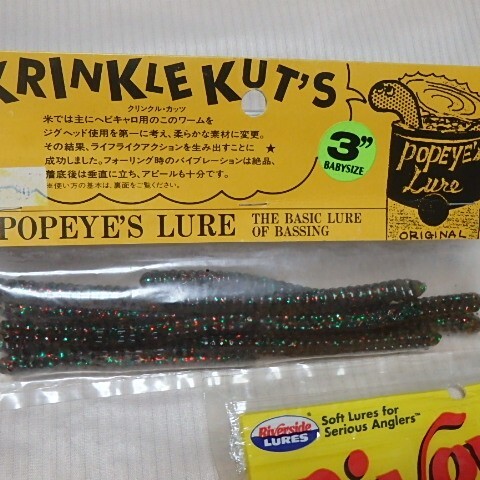 KRINKLE KUT'S
クリンクル・カッツ
米では主にヘビキャロ用のこのワームを
ジグヘッド使用を第一に考え、柔らかな素材に変更。
その結果、ライフライクアクションを生み出すことに
成功しました。フォーリング時のバイブレーションは絶品、
着底後は垂直に立ち、アピールも十分です。
※使い方の基本は、裏面をご覧ください。
3"
BABYSIZE
POPEYE'S
Lure
ORIGINAL
POPEYE'S LURE
THE BASIC LURE
OF BASSING
Riverside
LURES
Soft Lures for
Serious Anglers™